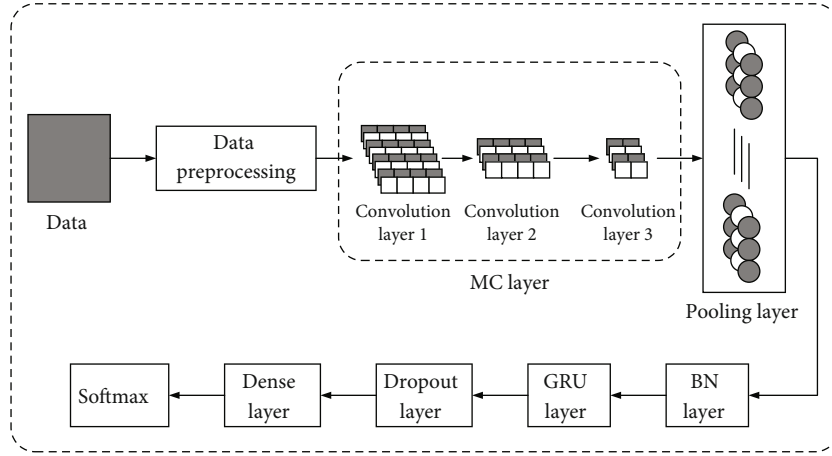 Data
Data
preprocessing
Convolution
layer 1
Convolution
layer 2
Convolution
layer 3
MC layer
Pooling layer
Softmax
Dense
layer
Dropout
layer
GRU
layer
BN
layer